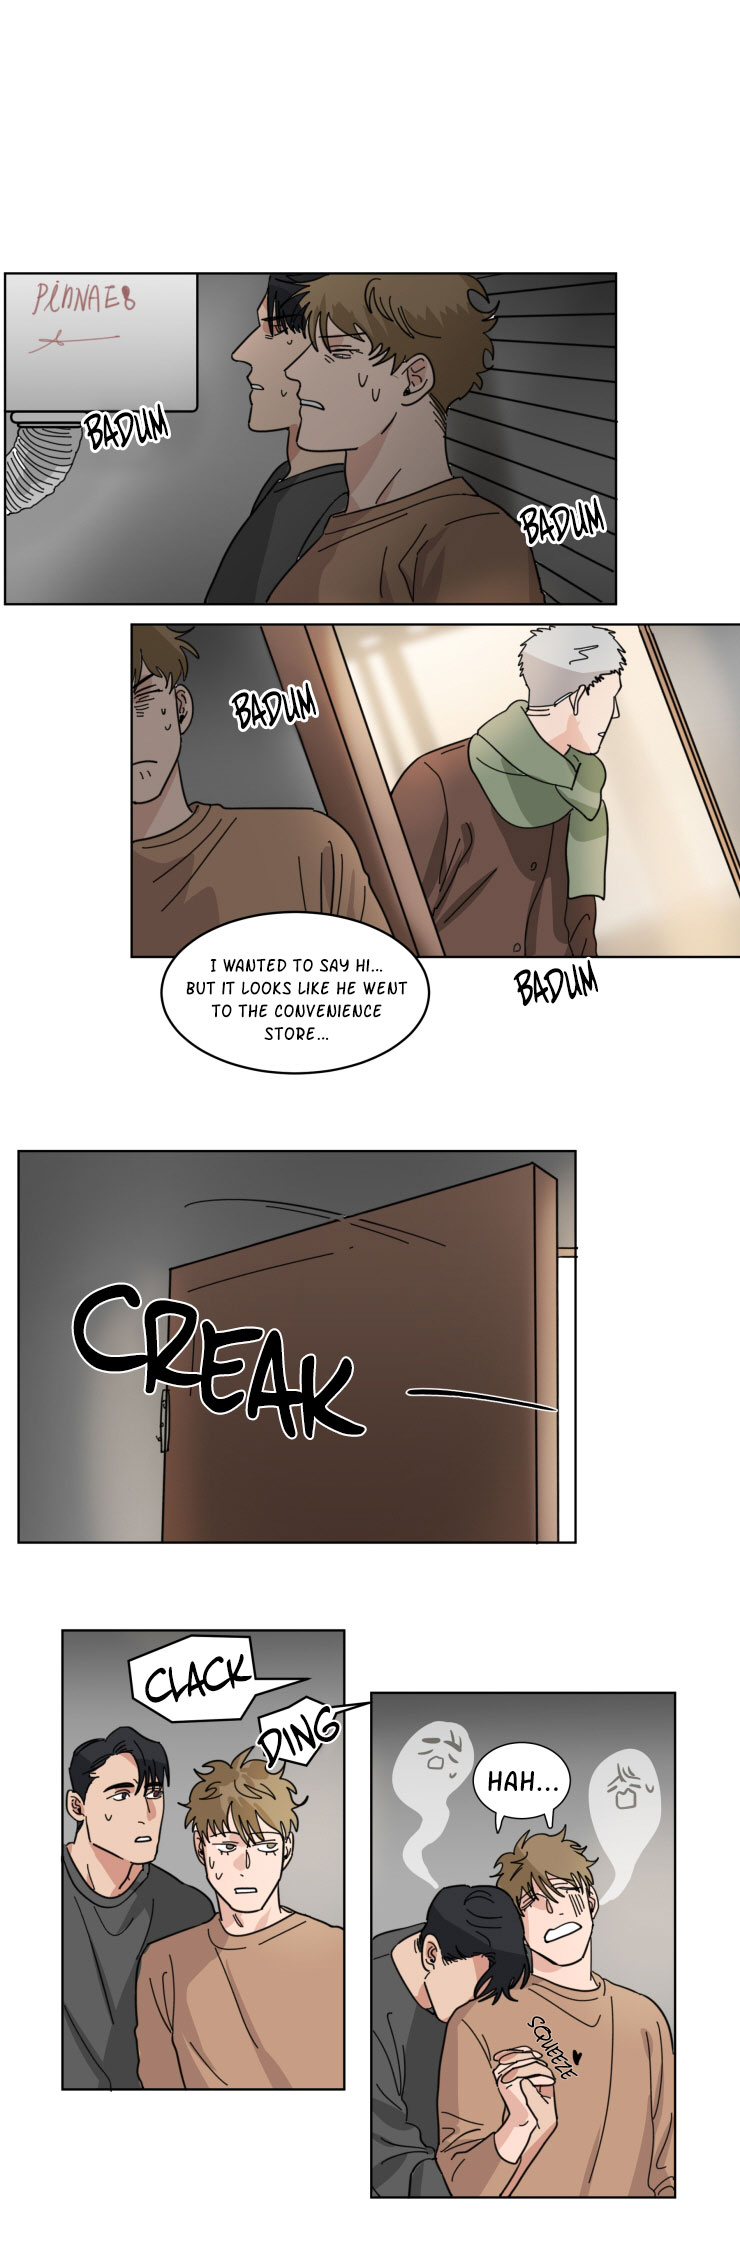 PINNAE8
BADUM
BADUM
BADUM
I WANTED TO SAY HI...
BUT IT LOOKS LIKE HE WENT
TO THE CONVENIENCE
STORE...
BADUM
CREAK
CLACK
DING
HAH...
SQUEEZE